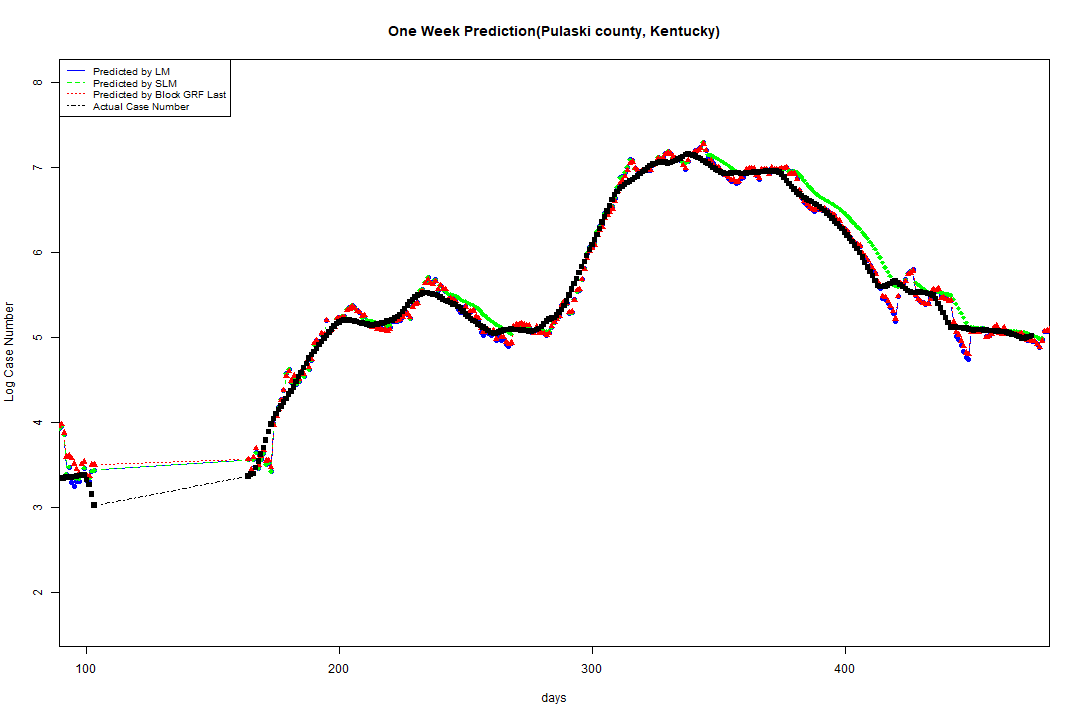 One Week Prediction(Pulaski county, Kentucky)
Predicted by LM
Predicted by SLM
Predicted by Block GRF Last
Actual Case Number
8
7
6
5
4
3
2
Log Case Number
100 200 300 400
days